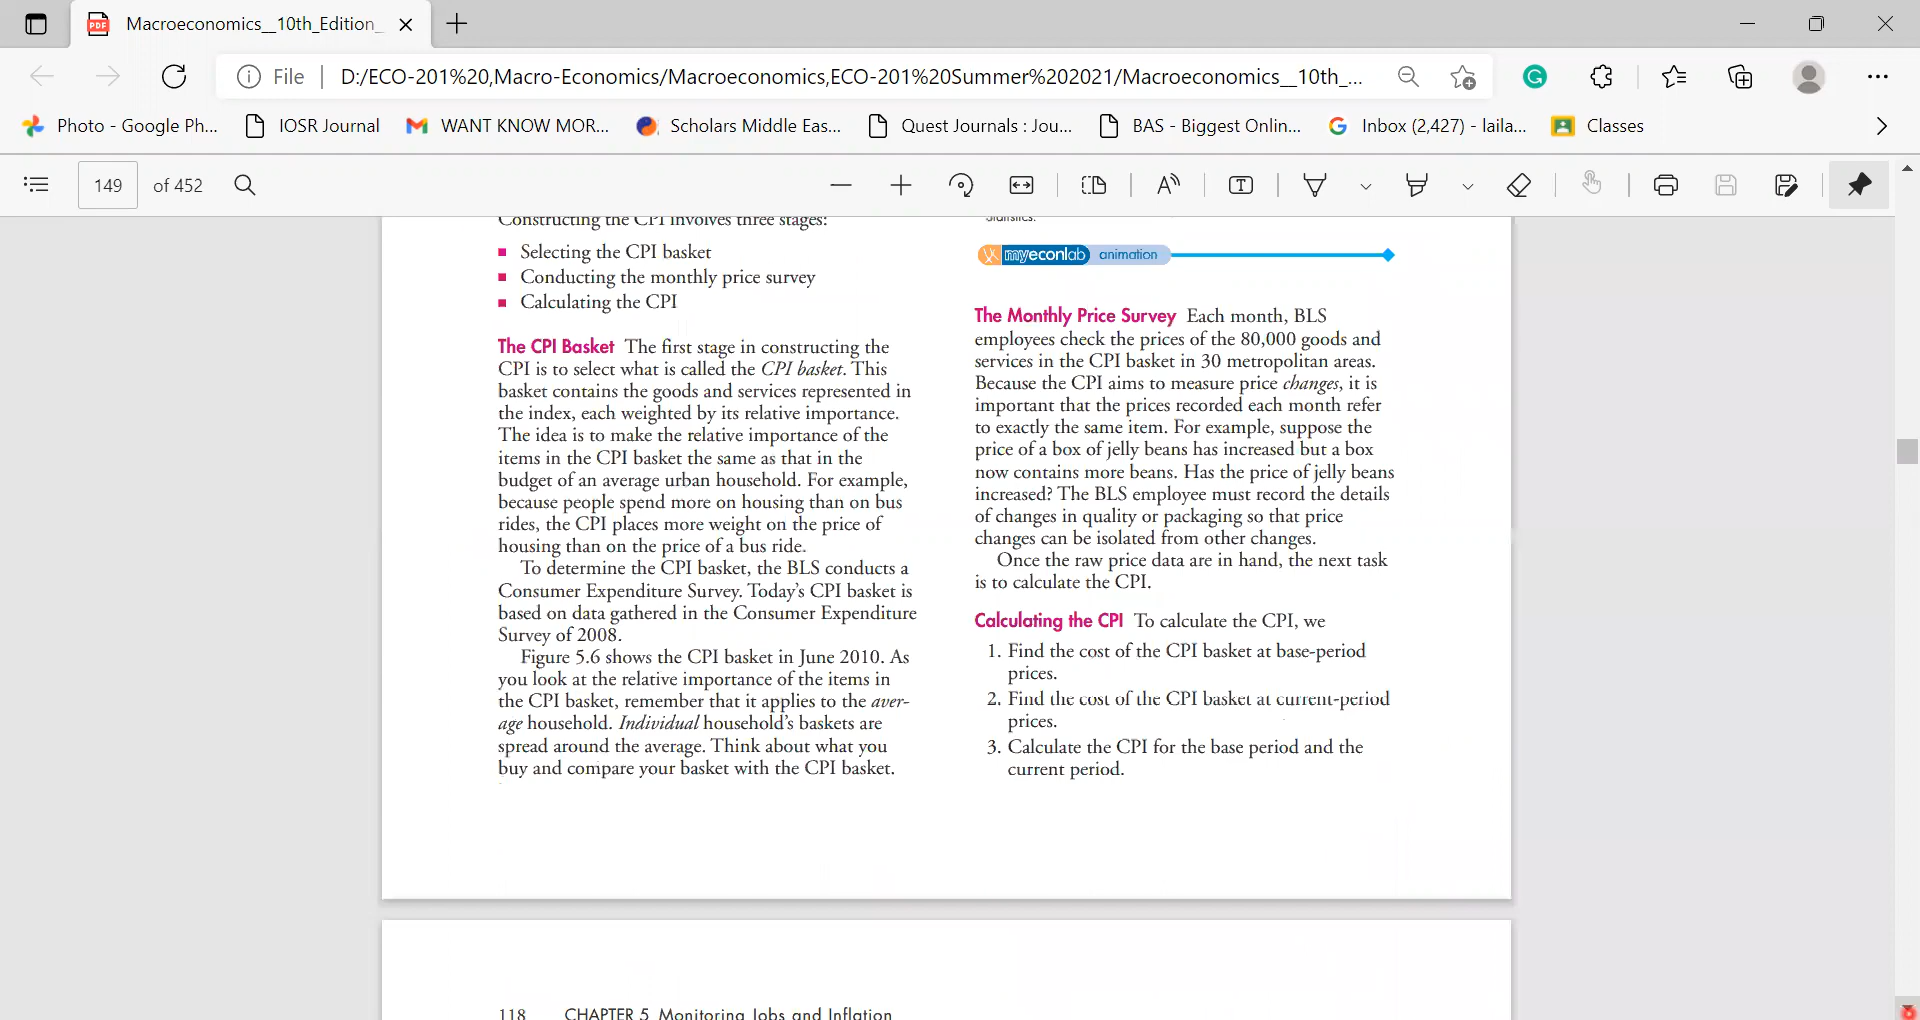 Macroeconomics__10th_Edition_
File
D:/ECO-201%20,Macro-Economics/Macroeconomics,ECO-201%20Summer%202021/Macroeconomics__10th_...
Photo - Google Ph...
IOSR Journal
WANT KNOW MOR...
Scholars Middle Eas...
Quest Journals : Jou...
BAS - Biggest Onlin...
Inbox (2,427) - laila...
Classes
149 of 452
Constructing the CPI involves three stages:
Selecting the CPI basket
Conducting the monthly price survey
Calculating the CPI
The CPI Basket The first stage in constructing the
CPI is to select what is called the CPI basket. This
basket contains the goods and services represented in
the index, each weighted by its relative importance.
The idea is to make the relative importance of the
items in the CPI basket the same as that in the
budget of an average urban household. For example,
because people spend more on housing than on bus
rides, the CPI places more weight on the price of
housing than on the price of a bus ride.
To determine the CPI basket, the BLS conducts a
Consumer Expenditure Survey. Today's CPI basket is
based on data gathered in the Consumer Expenditure
Survey of 2008.
Figure 5.6 shows the CPI basket in June 2010. As
you look at the relative importance of the items in
the CPI basket, remember that it applies to the aver-
age household. Individual household's baskets are
spread around the average. Think about what you
buy and compare your basket with the CPI basket.
Statistics.
myeconlab animation
The Monthly Price Survey Each month, BLS
employees check the prices of the 80,000 goods and
services in the CPI basket in 30 metropolitan areas.
Because the CPI aims to measure price changes, it is
important that the prices recorded each month refer
to exactly the same item. For example, suppose the
price of a box of jelly beans has increased but a box
now contains more beans. Has the price of jelly beans
increased? The BLS employee must record the details
of changes in quality or packaging so that price
changes can be isolated from other changes.
Once the raw price data are in hand, the next task
is to calculate the CPI.
Calculating the CPI To calculate the CPI, we
1. Find the cost of the CPI basket at base-period
prices.
2. Find the cost of the CPI basket at current-period
prices.
3. Calculate the CPI for the base period and the
current period.
118 CHAPTER 5 Monitoring Jobs and Inflation